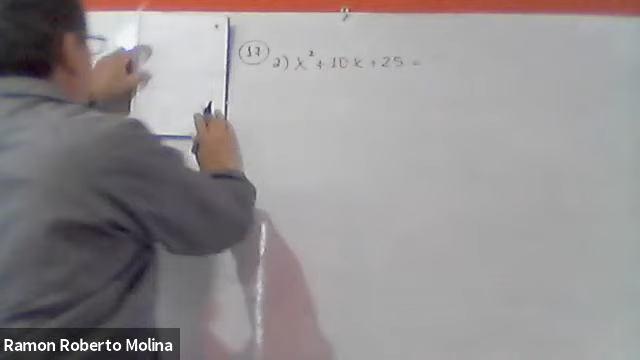 17 a) x² + 10x + 25 =
Ramon Roberto Molina